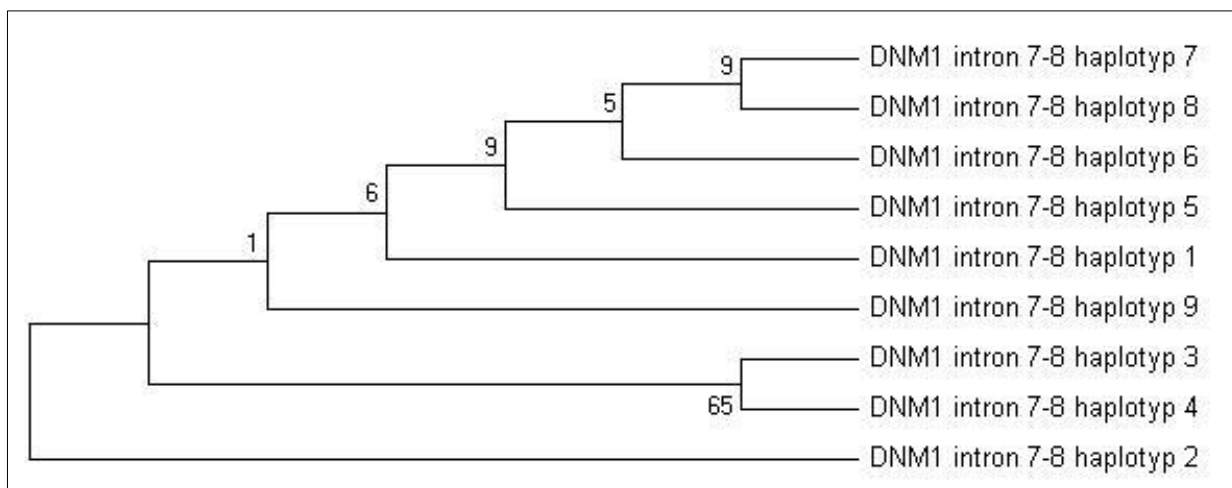 9
DNM1 intron 7-8 haplotyp 7
5
DNM1 intron 7-8 haplotyp 8
9
DNM1 intron 7-8 haplotyp 6
6
DNM1 intron 7-8 haplotyp 5
1
DNM1 intron 7-8 haplotyp 1
DNM1 intron 7-8 haplotyp 9
DNM1 intron 7-8 haplotyp 3
65
DNM1 intron 7-8 haplotyp 4
DNM1 intron 7-8 haplotyp 2